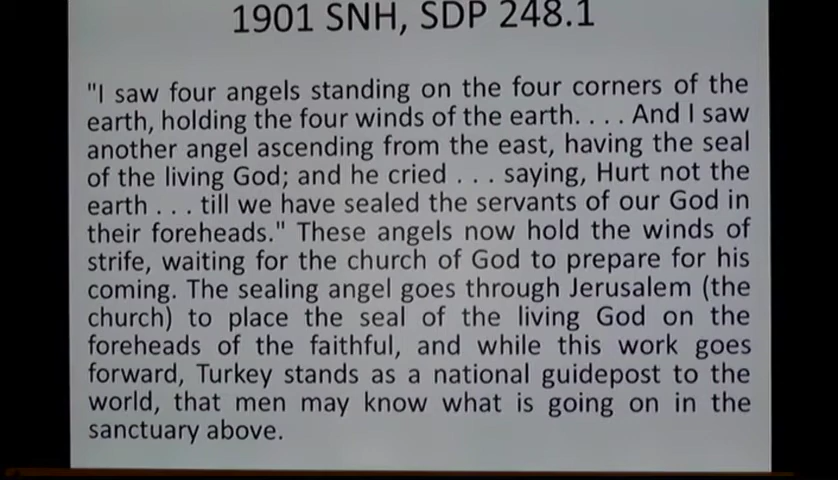 1901 SNH, SDP 248.1
"I saw four angels standing on the four corners of the
earth, holding the four winds of the earth. . . . And I saw
another angel ascending from the east, having the seal
of the living God; and he cried . . . saying, Hurt not the
earth . . . till we have sealed the servants of our God in
their foreheads." These angels now hold the winds of
strife, waiting for the church of God to prepare for his
coming. The sealing angel goes through Jerusalem (the
church) to place the seal of the living God on the
foreheads of the faithful, and while this work goes
forward, Turkey stands as a national guidepost to the
world, that men may know what is going on in the
sanctuary above.